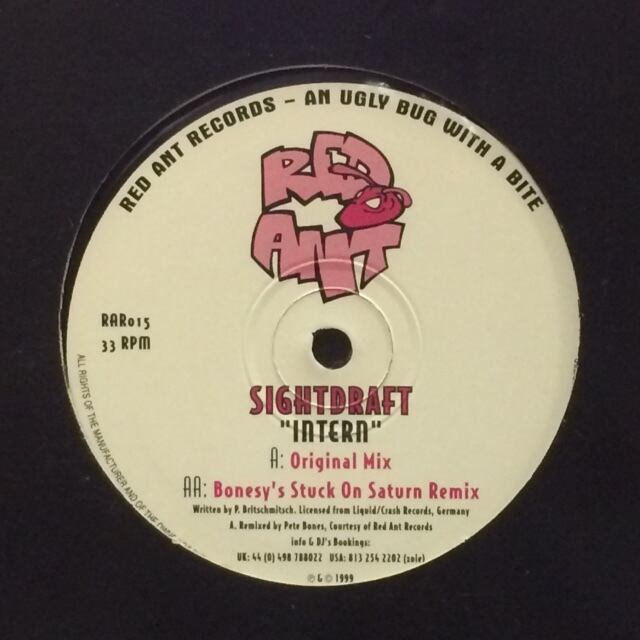 RED ANT RECORDS - AN UGLY BUG WITH A BITE
RED
ANT
RAR015
33 RPM
ALL RIGHTS OF THE MANUFACTURER AND OF THE
SIGHTDRAFT
"INTERN"
A: Original Mix
AA: Bonesy's Stuck On Saturn Remix
Written by P. Britschmitsch. Licensed from Liquid/Crash Records, Germany
A. Remixed by Pete Bones, Courtesy of Red Ant Records
info & DJ's Bookings:
UK: 44 (0) 498 788022 USA: 813 254 2202 (zoie)
℗ & © 1999